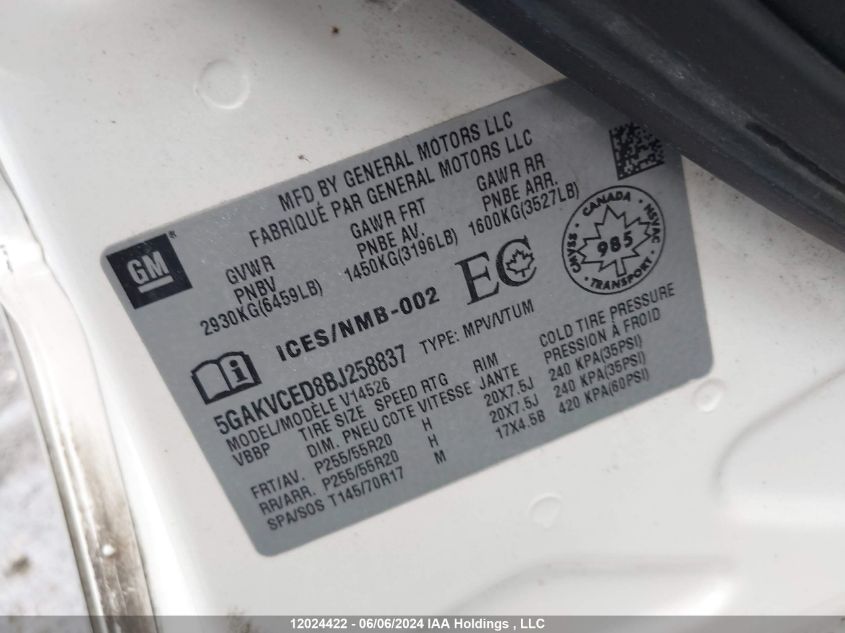 MFD BY GENERAL MOTORS LLC
FABRIQUÉ PAR GENERAL MOTORS LLC
GM®
GVWR GAWR FRT GAWR RR
PNBV PNBE AV. PNBE ARR.
2930KG(6459LB) 1450KG(3196LB) 1600KG(3527LB)
ICES/NMB-002 EC
CANADA
CMVSS 985 NSVAC
TRANSPORT
5GAKVCED8BJ258837 TYPE: MPV/VTUM
MODEL/MODÈLE V14526
VBBP TIRE SIZE SPEED RTG RIM COLD TIRE PRESSURE
DIM. PNEU COTE VITESSE JANTE PRESSION À FROID
FRT/AV. P255/55R20 H 20X7.5J 240 KPA(35PSI)
RR/ARR. P255/55R20 H 20X7.5J 240 KPA(35PSI)
SPA/SOS T145/70R17 M 17X4.5B 420 KPA(60PSI)
12024422 - 06/06/2024 IAA Holdings , LLC